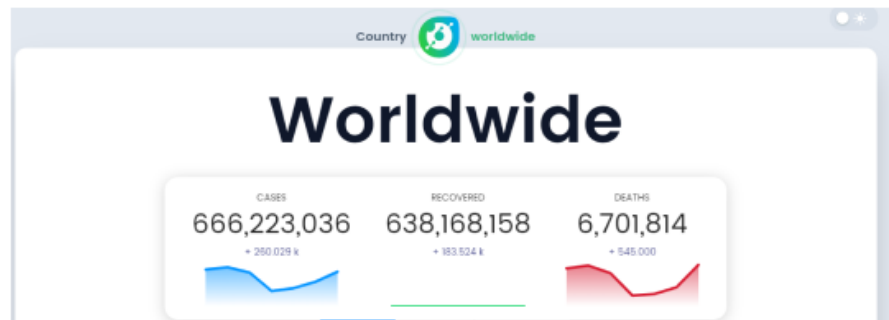 Country worldwide
Worldwide
CASES RECOVERED DEATHS
666,223,036 638,168,158 6,701,814
+ 260.029 k + 183.524 k + 545.000